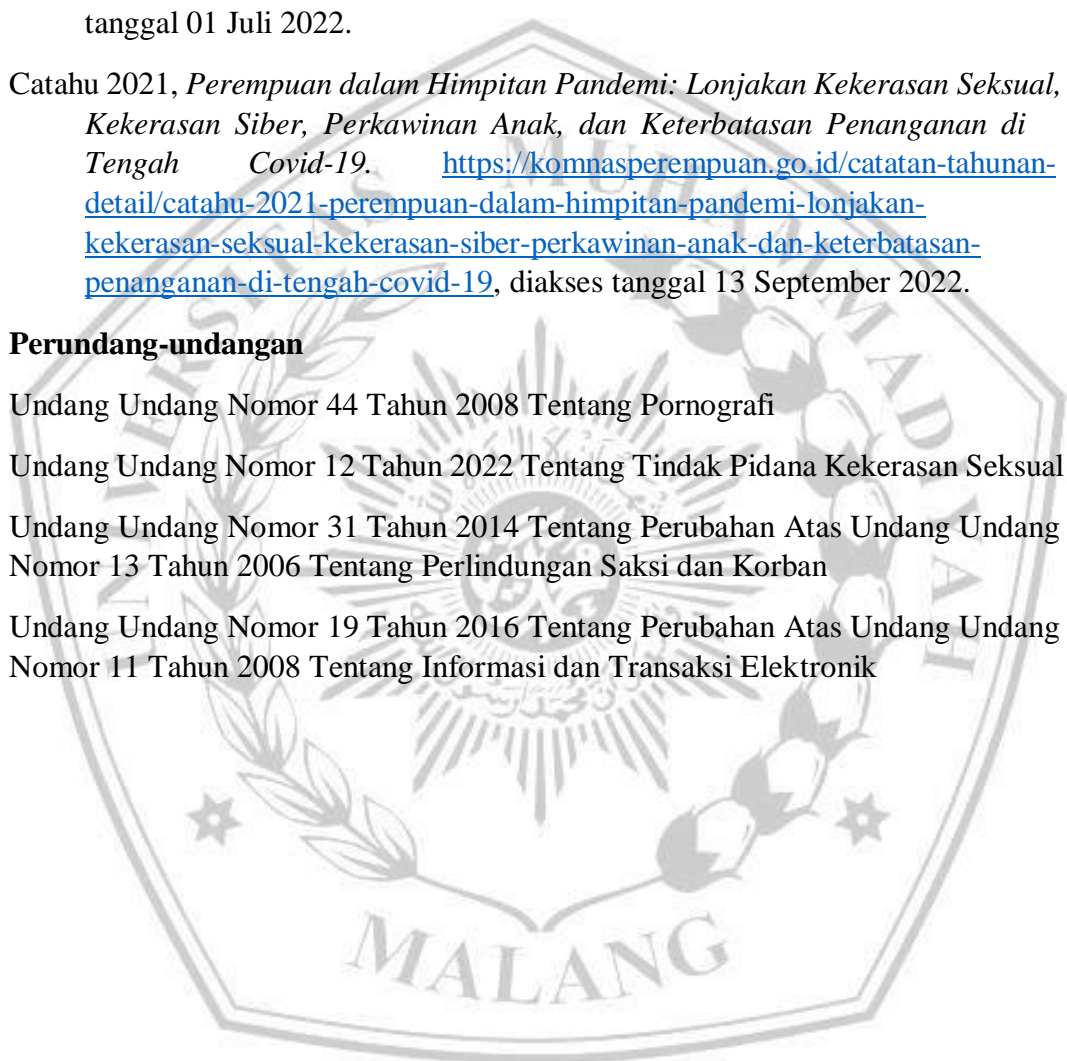 tanggal 01 Juli 2022.
Catahu 2021, Perempuan dalam Himpitan Pandemi: Lonjakan Kekerasan Seksual,
Kekerasan Siber, Perkawinan Anak, dan Keterbatasan Penanganan di
Tengah Covid-19. https://komnasperempuan.go.id/catatan-tahunan-
detail/catahu-2021-perempuan-dalam-himpitan-pandemi-lonjakan-
kekerasan-seksual-kekerasan-siber-perkawinan-anak-dan-keterbatasan-
penanganan-di-tengah-covid-19, diakses tanggal 13 September 2022.
Perundang-undangan
Undang Undang Nomor 44 Tahun 2008 Tentang Pornografi
Undang Undang Nomor 12 Tahun 2022 Tentang Tindak Pidana Kekerasan Seksual
Undang Undang Nomor 31 Tahun 2014 Tentang Perubahan Atas Undang Undang
Nomor 13 Tahun 2006 Tentang Perlindungan Saksi dan Korban
Undang Undang Nomor 19 Tahun 2016 Tentang Perubahan Atas Undang Undang
Nomor 11 Tahun 2008 Tentang Informasi dan Transaksi Elektronik
UNIVERSITAS MUHAMMADIYAH
MALANG